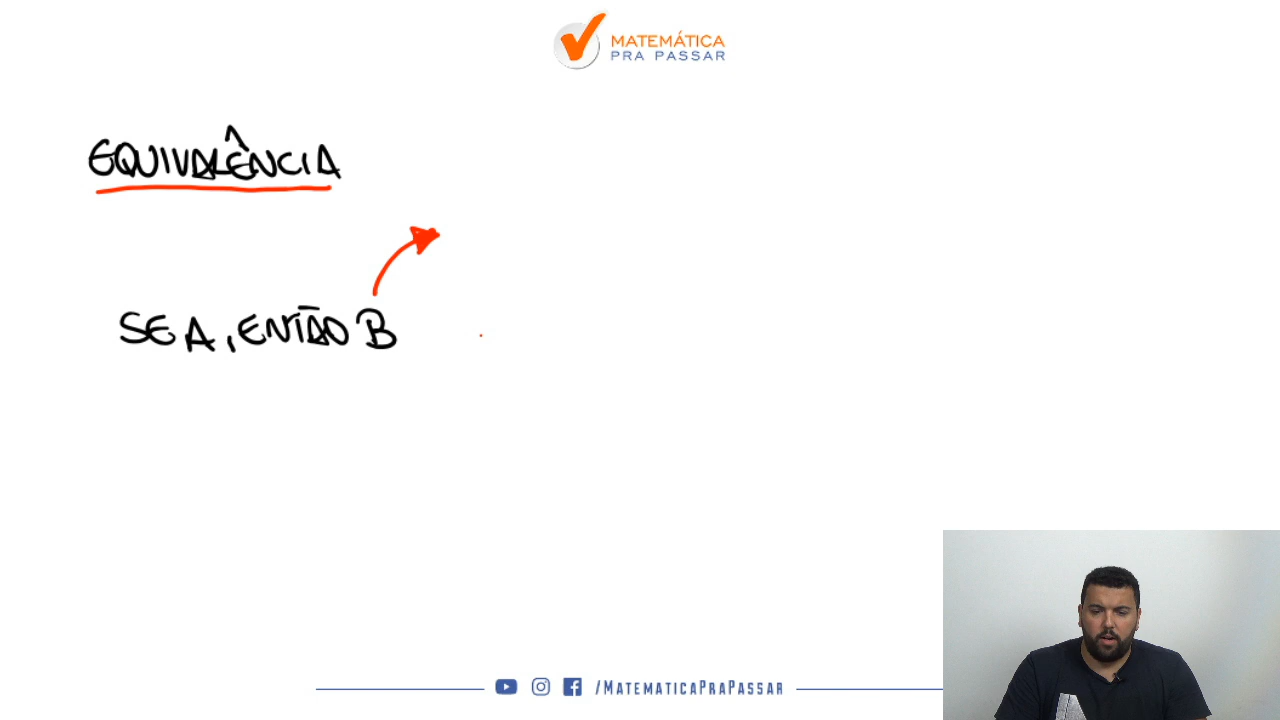 MATEMÁTICA
PRA PASSAR
EQUIVALÊNCIA
SE A, ENTÃO B
/MATEMATICAPRAPASSAR